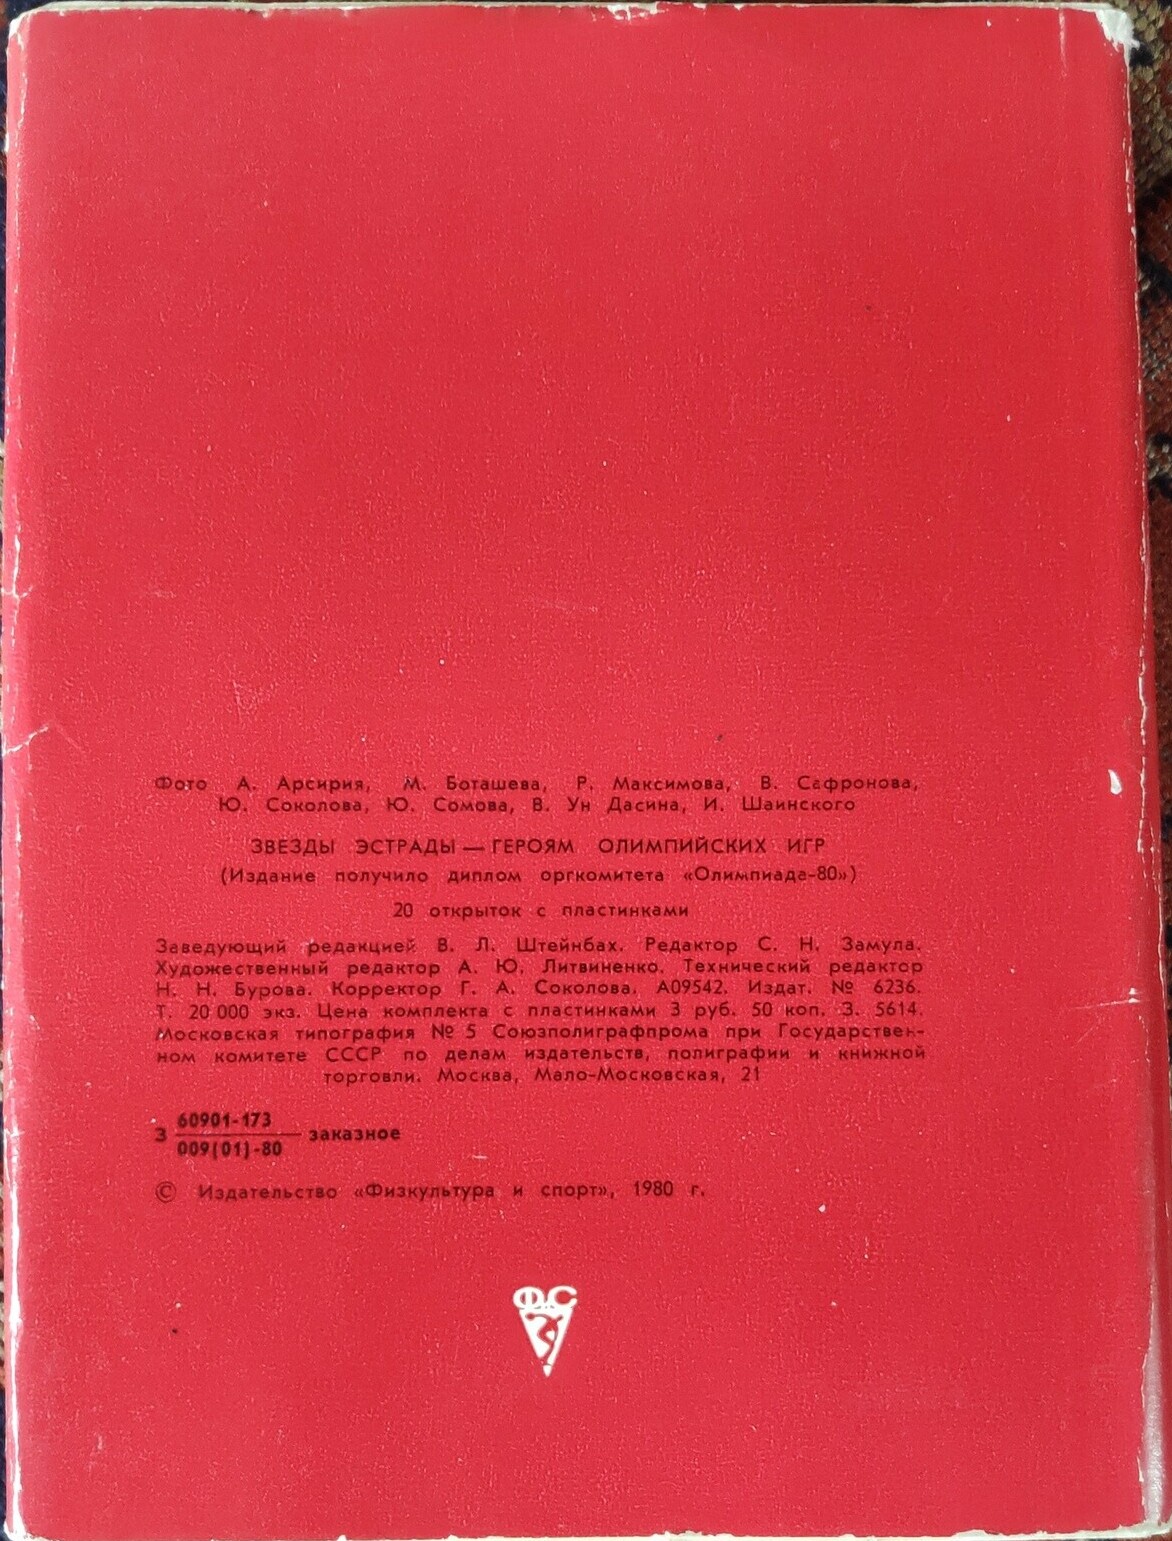 Фото А. Арсирия, М. Боташева, Р. Максимова, В. Сафронова,
Ю. Соколова, Ю. Сомова, В. Ун Дасина, И. Шаинского
ЗВЕЗДЫ ЭСТРАДЫ — ГЕРОЯМ ОЛИМПИЙСКИХ ИГР
(Издание получило диплом оргкомитета «Олимпиада-80»)
20 открыток с пластинками
Заведующий редакцией В. Л. Штейнбах. Редактор С. Н. Замула.
Художественный редактор А. Ю. Литвиненко. Технический редактор
Н. Н. Бурова. Корректор Г. А. Соколова. А09542. Издат. № 6236.
Т. 20 000 экз. Цена комплекта с пластинками 3 руб. 50 коп. З. 5614.
Московская типография № 5 Союзполиграфпрома при Государствен-
ном комитете СССР по делам издательств, полиграфии и книжной
торговли. Москва, Мало-Московская, 21
60901-173
З заказное
009(01)-80
© Издательство «Физкультура и спорт», 1980 г.
ФиС